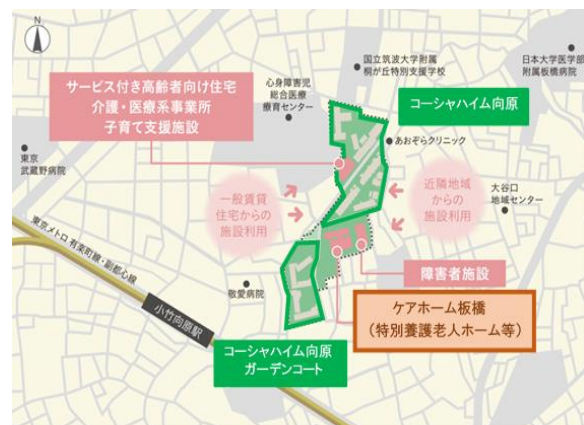 N
国立筑波大学附属
桐が丘特別支援学校
日本大学医学部
附属板橋病院
サービス付き高齢者向け住宅
介護・医療系事業所
子育て支援施設
心身障害児
総合医療
療育センター
コーシャハイム向原
あおぞらクリニック
東京
武蔵野病院
一般賃貸
住宅からの
施設利用
近隣地域
からの
施設利用
大谷口
地域センター
東京メトロ 有楽町線・副都心線
敬愛病院
障害者施設
小竹向原駅
ケアホーム板橋
(特別養護老人ホーム等)
コーシャハイム向原
ガーデンコート